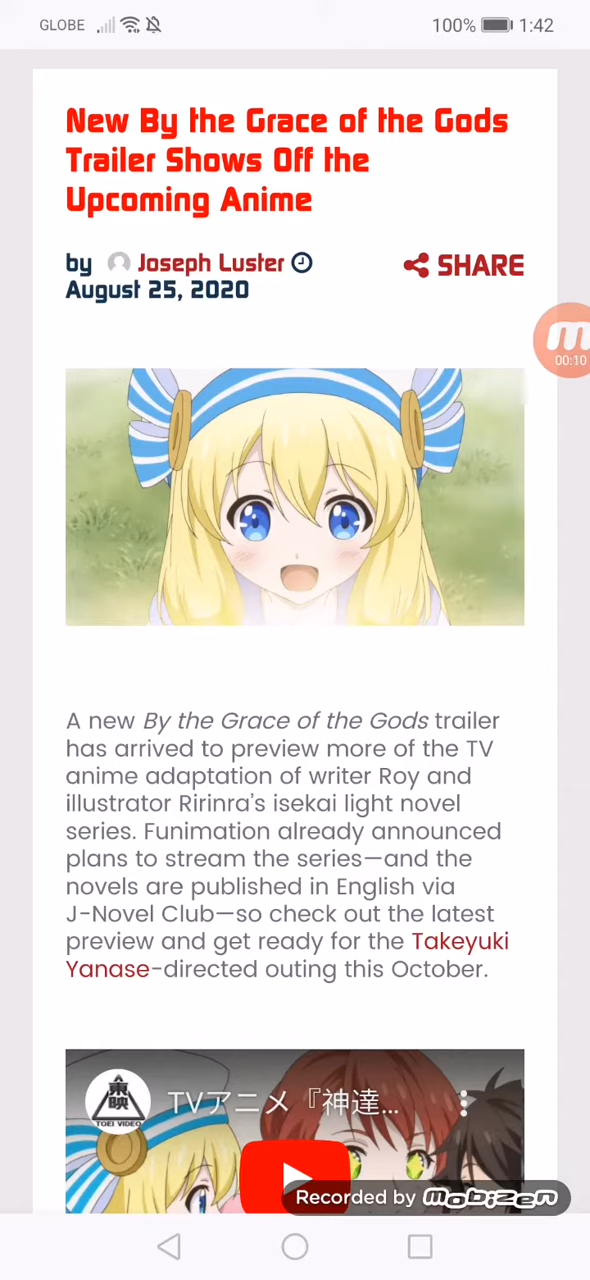 GLOBE 100% 1:42
New By the Grace of the Gods
Trailer Shows Off the
Upcoming Anime
by Joseph Luster
August 25, 2020
SHARE
00:10
A new By the Grace of the Gods trailer
has arrived to preview more of the TV
anime adaptation of writer Roy and
illustrator Ririnra's isekai light novel
series. Funimation already announced
plans to stream the series—and the
novels are published in English via
J-Novel Club—so check out the latest
preview and get ready for the Takeyuki
Yanase-directed outing this October.
東映
TOEI VIDEO
TVアニメ『神達...
Recorded by mobizen